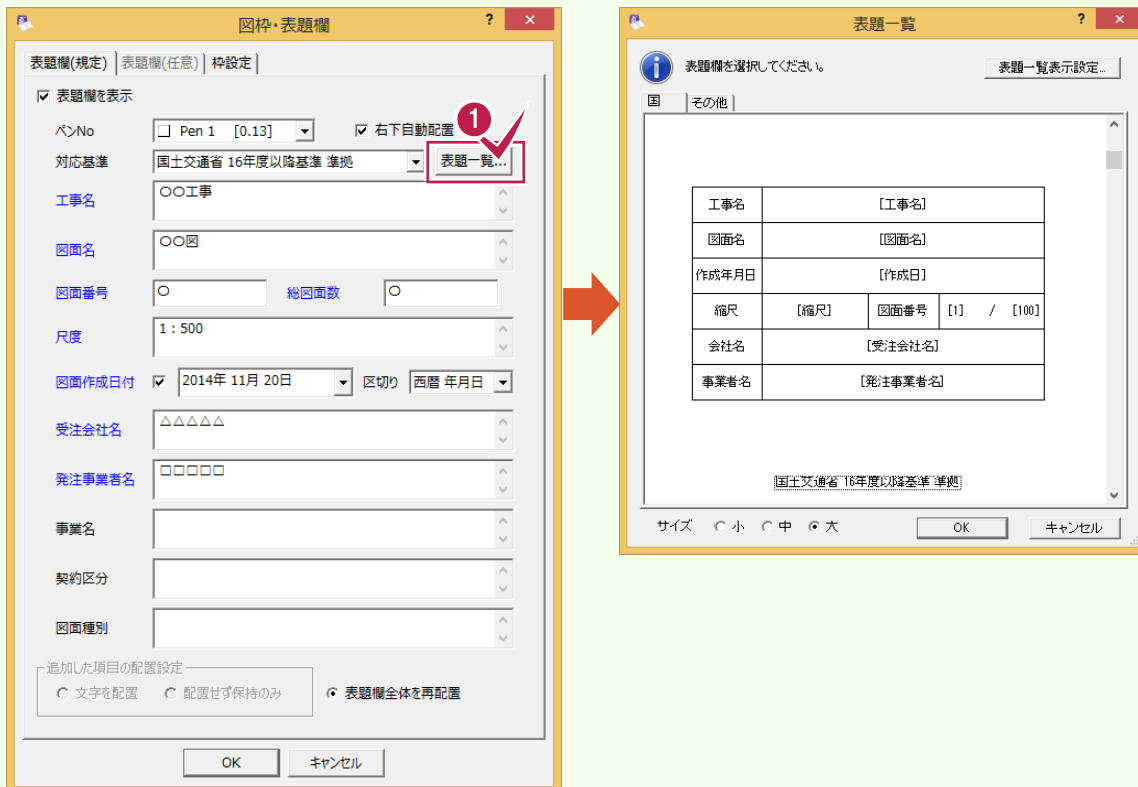 図枠・表題欄
?
×
表題欄(規定)
表題欄(任意)
枠設定
表題欄を表示
ペンNo
Pen 1 [0.13]
右下自動配置
1
対応基準
国土交通省 16年度以降基準 準拠
表題一覧...
工事名
○○工事
図面名
○○図
図面番号
○
総図面数
○
尺度
1：500
図面作成日付
2014年 11月 20日
区切り
西暦 年月日
受注会社名
△△△△△
発注事業者名
□□□□□
事業名
契約区分
図面種別
追加した項目の配置設定
文字を配置
配置せず保持のみ
表題欄全体を再配置
OK
キャンセル
表題一覧
?
×
i
表題欄を選択してください。
表題一覧表示設定...
国
その他
工事名
[工事名]
図面名
[図面名]
作成年月日
[作成日]
縮尺
[縮尺]
図面番号
[1] / [100]
会社名
[受注会社名]
事業者名
[発注事業者名]
国土交通省 16年度以降基準 準拠
サイズ
小
中
大
OK
キャンセル